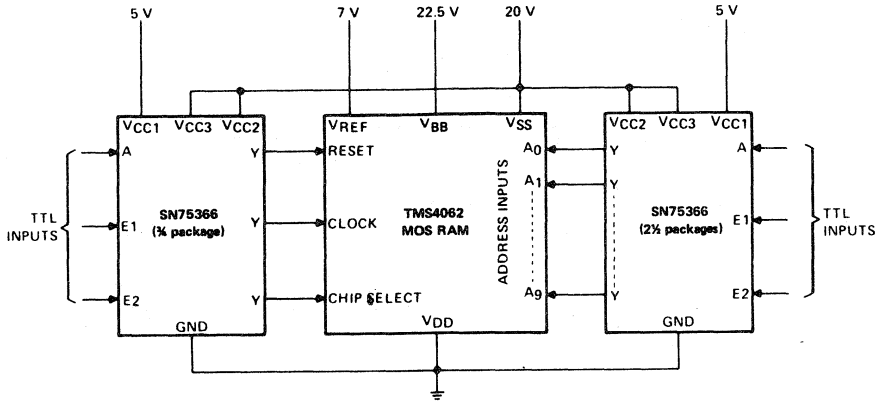 5 V
7 V
22.5 V
20 V
5 V
VCC1 VCC3 VCC2
A
E1
E2
Y
Y
Y
SN75366
(¾ package)
GND
TTL
INPUTS
VREF
VBB
VSS
RESET
CLOCK
CHIP SELECT
TMS4062
MOS RAM
ADDRESS INPUTS
A0
A1
A9
VDD
VCC2 VCC3 VCC1
Y
Y
Y
A
E1
E2
SN75366
(2½ packages)
GND
TTL
INPUTS